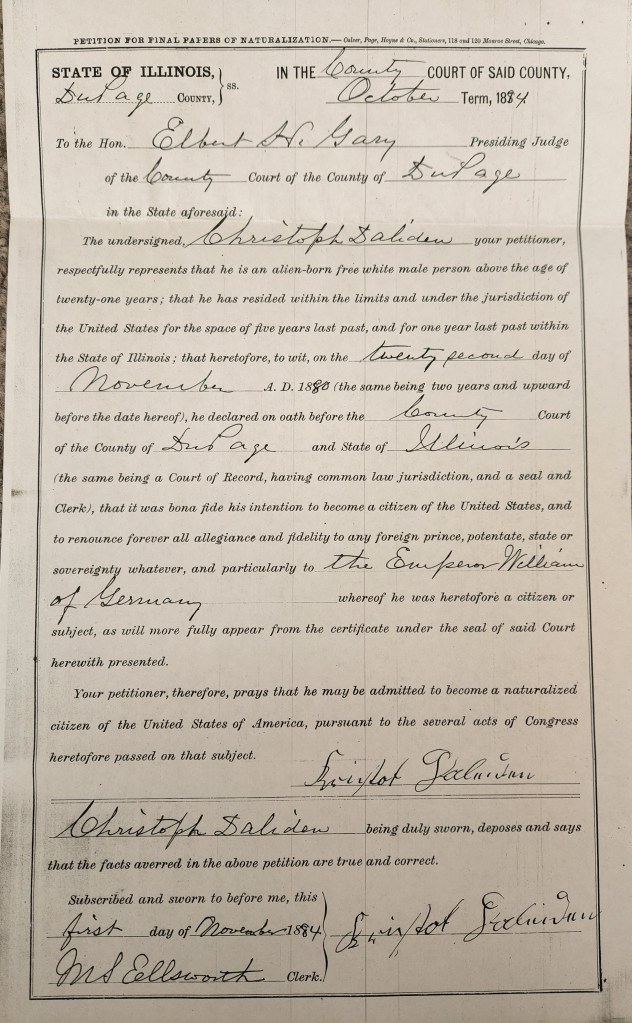 PETITION FOR FINAL PAPERS OF NATURALIZATION.—Culver, Page, Hoyne & Co., Stationers, 118 and 120 Monroe Street, Chicago.
STATE OF ILLINOIS, } ss. IN THE County COURT OF SAID COUNTY,
DuPage COUNTY, October Term, 1884
To the Hon. Elbert H. Gary Presiding Judge
of the County Court of the County of DuPage
in the State aforesaid:
The undersigned, Christoph Daliden your petitioner,
respectfully represents that he is an alien-born free white male person above the age of
twenty-one years; that he has resided within the limits and under the jurisdiction of
the United States for the space of five years last past, and for one year last past within
the State of Illinois; that heretofore, to wit, on the twenty second day of
November A. D. 1880 (the same being two years and upward
before the date hereof), he declared on oath before the County Court
of the County of DuPage and State of Illinois
(the same being a Court of Record, having common law jurisdiction, and a seal and
Clerk), that it was bona fide his intention to become a citizen of the United States, and
to renounce forever all allegiance and fidelity to any foreign prince, potentate, state or
sovereignty whatever, and particularly to the Emperor William
of Germany whereof he was heretofore a citizen or
subject, as will more fully appear from the certificate under the seal of said Court
herewith presented.
Your petitioner, therefore, prays that he may be admitted to become a naturalized
citizen of the United States of America, pursuant to the several acts of Congress
heretofore passed on that subject.
Christoph Daliden being duly sworn, deposes and says
that the facts averred in the above petition are true and correct.
Subscribed and sworn to before me, this
first day of November 1884
M S Ellsworth Clerk.